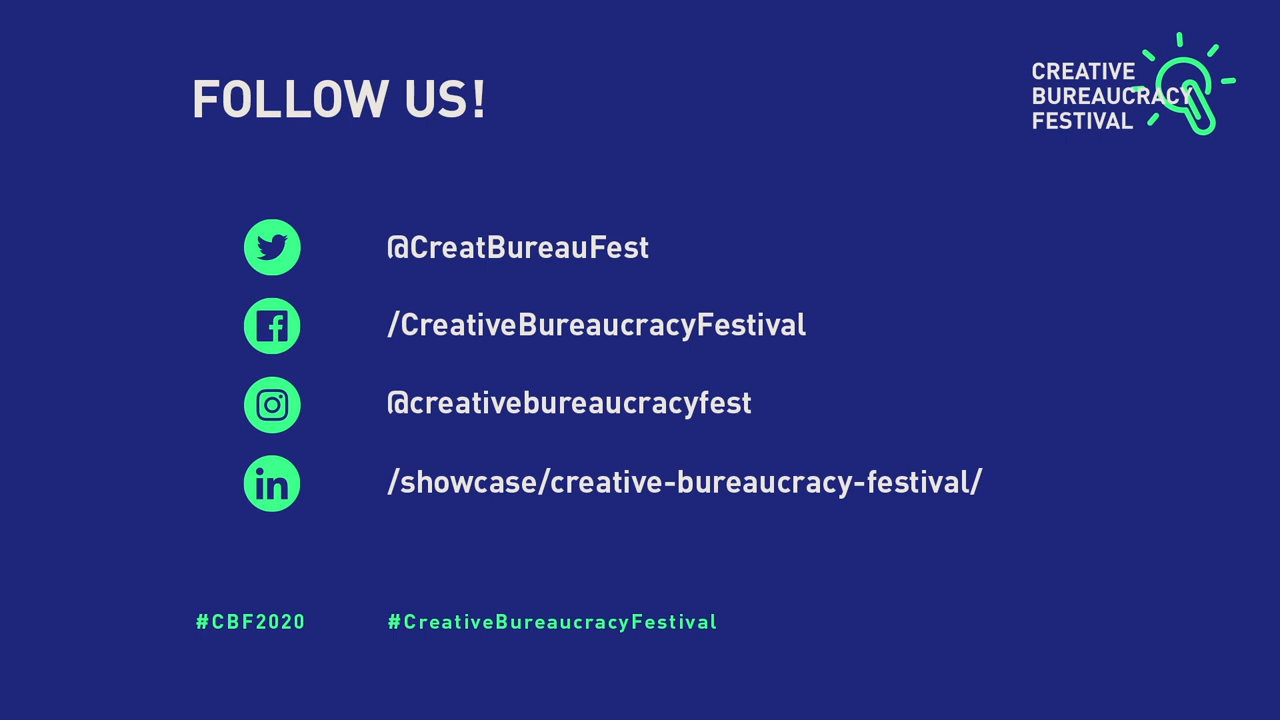 FOLLOW US!
CREATIVE
BUREAUCRACY
FESTIVAL
@CreatBureauFest
/CreativeBureaucracyFestival
@creativebureaucracyfest
/showcase/creative-bureaucracy-festival/
#CBF2020 #CreativeBureaucracyFestival